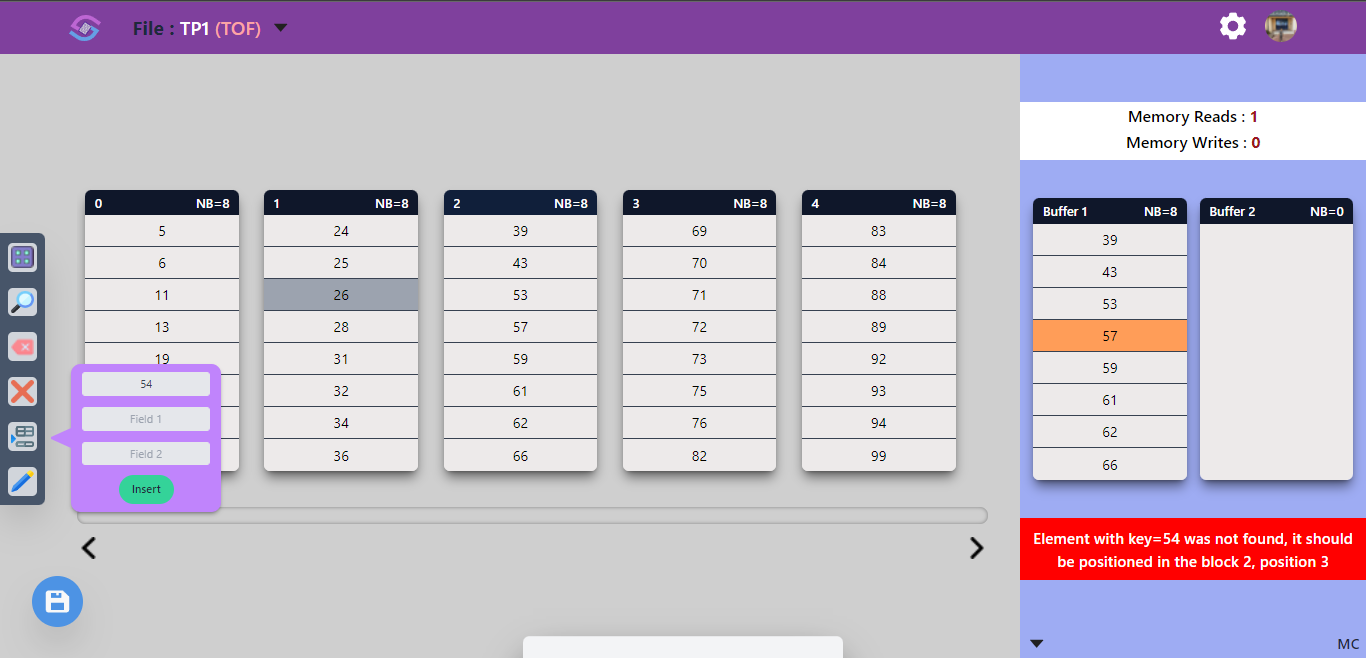 File : TP1 (TOF)
Memory Reads : 1
Memory Writes : 0
0 NB=8
5
6
11
13
19
1 NB=8
24
25
26
28
31
32
34
36
2 NB=8
39
43
53
57
59
61
62
66
3 NB=8
69
70
71
72
73
75
76
82
4 NB=8
83
84
88
89
92
93
94
99
54
Field 1
Field 2
Insert
Buffer 1 NB=8
39
43
53
57
59
61
62
66
Buffer 2 NB=0
Element with key=54 was not found, it should
be positioned in the block 2, position 3
MC